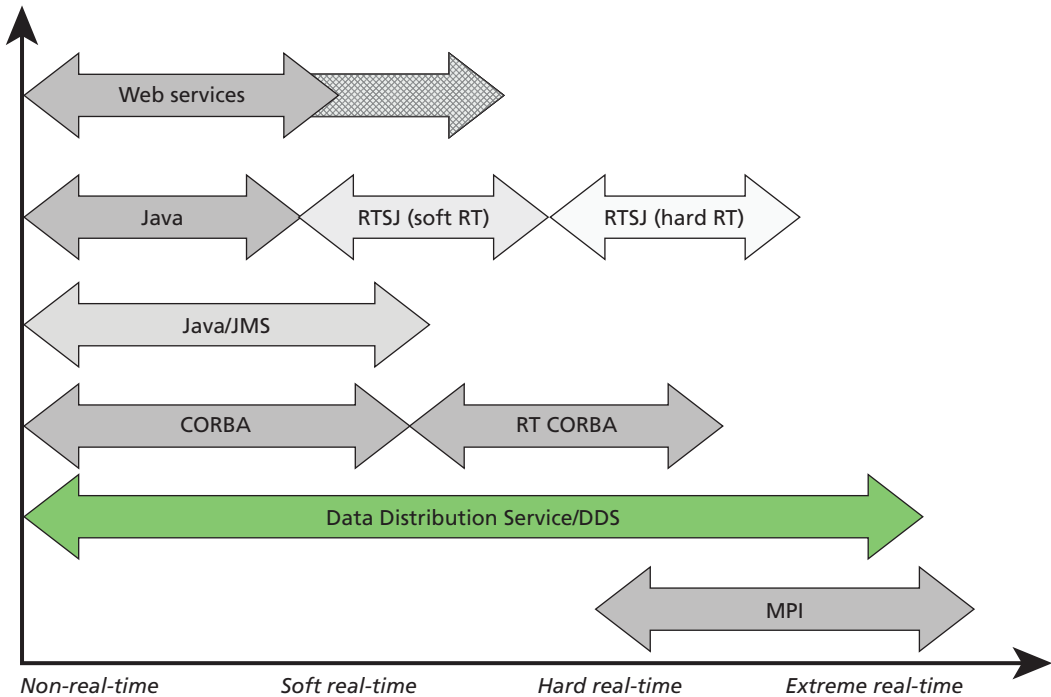 Web services
Java
RTSJ (soft RT)
RTSJ (hard RT)
Java/JMS
CORBA
RT CORBA
Data Distribution Service/DDS
MPI
Non-real-time
Soft real-time
Hard real-time
Extreme real-time